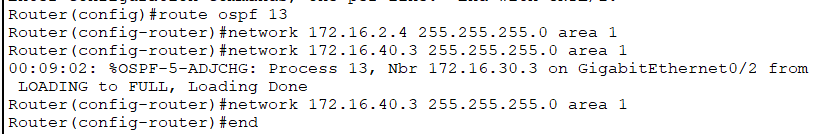 Router(config)#route ospf 13
Router(config-router)#network 172.16.2.4 255.255.255.0 area 1
Router(config-router)#network 172.16.40.3 255.255.255.0 area 1
00:09:02: %OSPF-5-ADJCHG: Process 13, Nbr 172.16.30.3 on GigabitEthernet0/2 from
LOADING to FULL, Loading Done
Router(config-router)#network 172.16.40.3 255.255.255.0 area 1
Router(config-router)#end